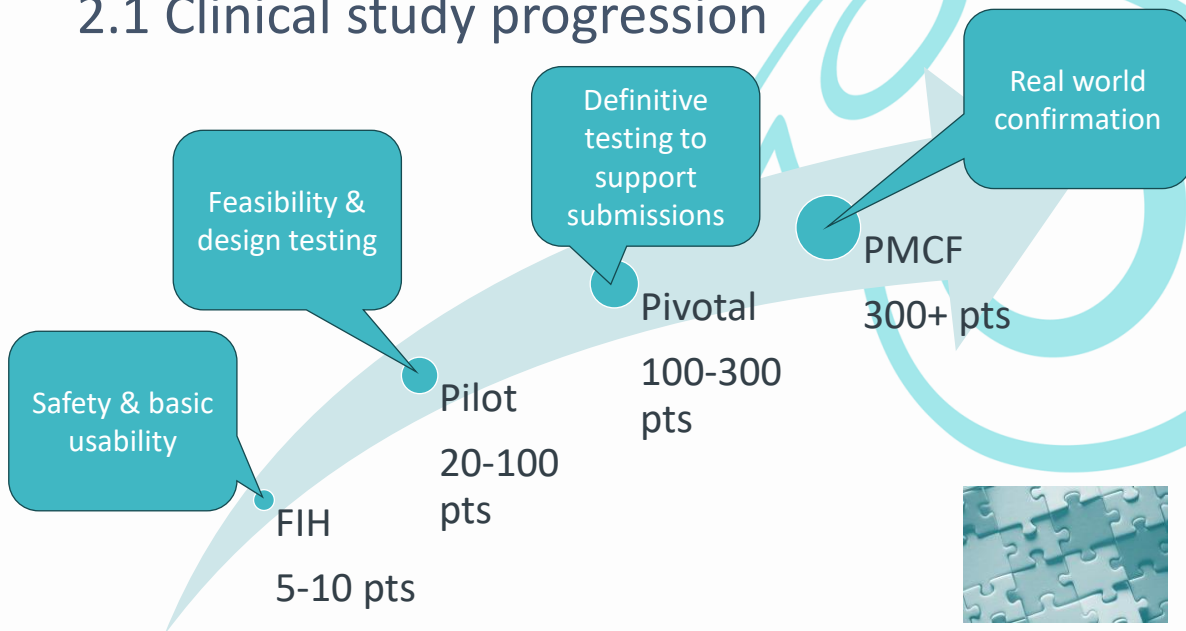 2.1 Clinical study progression
Real world
confirmation
Definitive
testing to
support
submissions
Feasibility &
design testing
PMCF
300+ pts
Pivotal
100-300
pts
Safety & basic
usability
Pilot
20-100
pts
FIH
5-10 pts